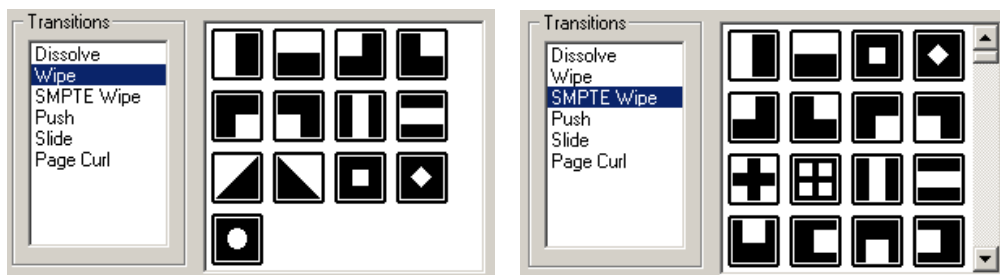 Transitions
Dissolve
Wipe
SMPTE Wipe
Push
Slide
Page Curl
Transitions
Dissolve
Wipe
SMPTE Wipe
Push
Slide
Page Curl